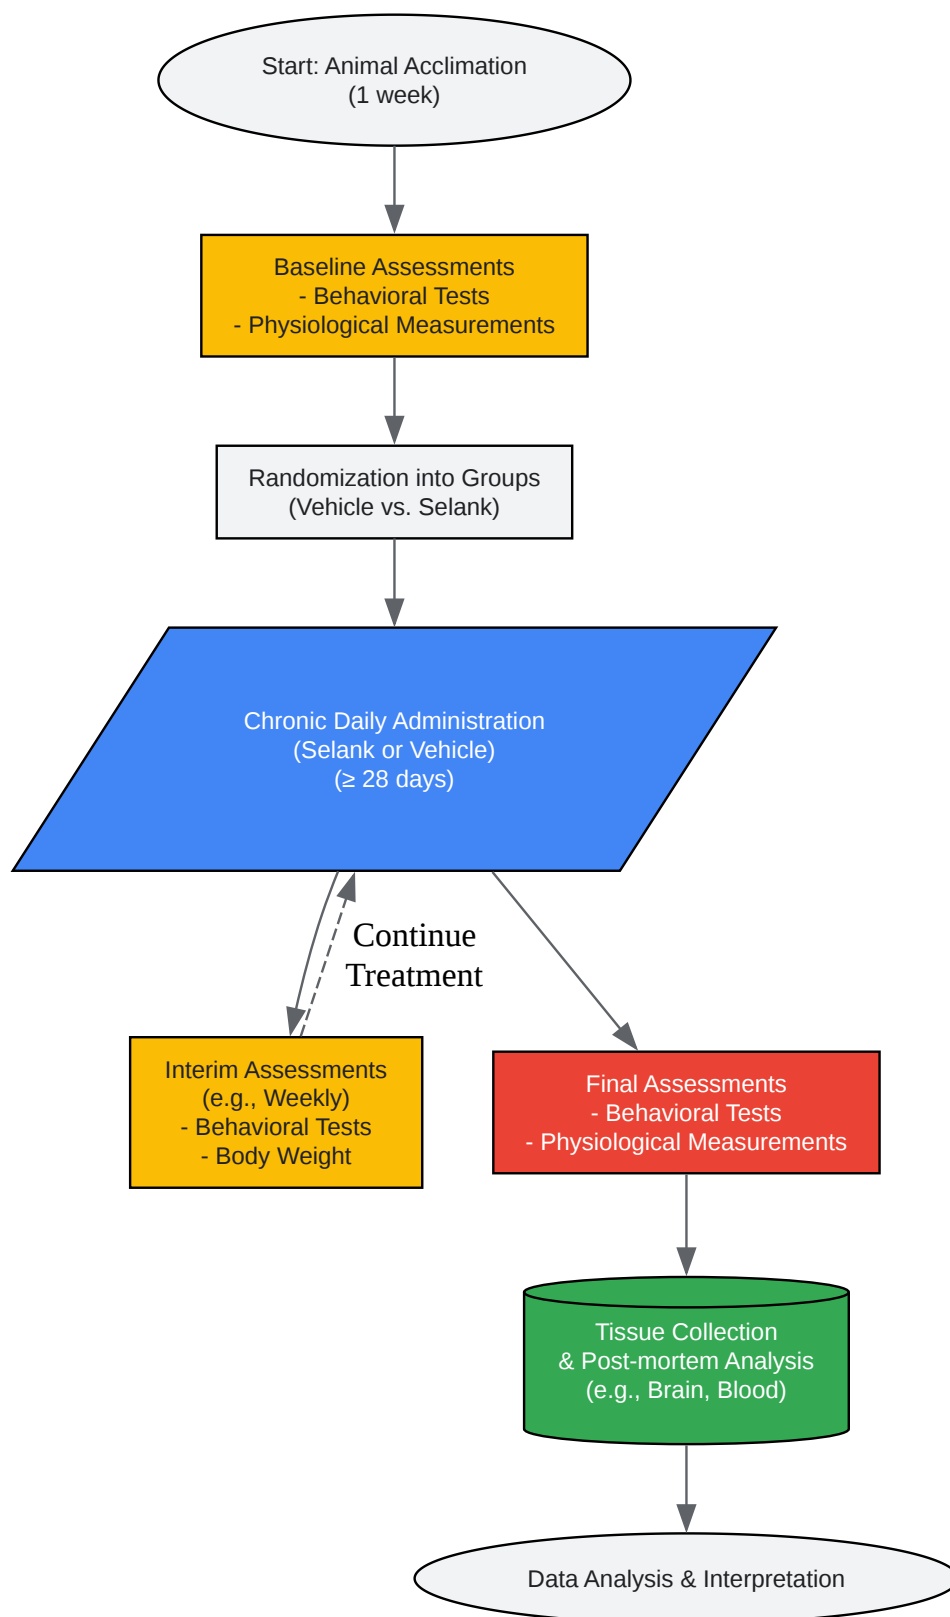 Start: Animal Acclimation
(1 week)
Baseline Assessments
- Behavioral Tests
- Physiological Measurements
Randomization into Groups
(Vehicle vs. Selank)
Chronic Daily Administration
(Selank or Vehicle)
(≥ 28 days)
Continue
Treatment
Interim Assessments
(e.g., Weekly)
- Behavioral Tests
- Body Weight
Final Assessments
- Behavioral Tests
- Physiological Measurements
Tissue Collection
& Post-mortem Analysis
(e.g., Brain, Blood)
Data Analysis & Interpretation